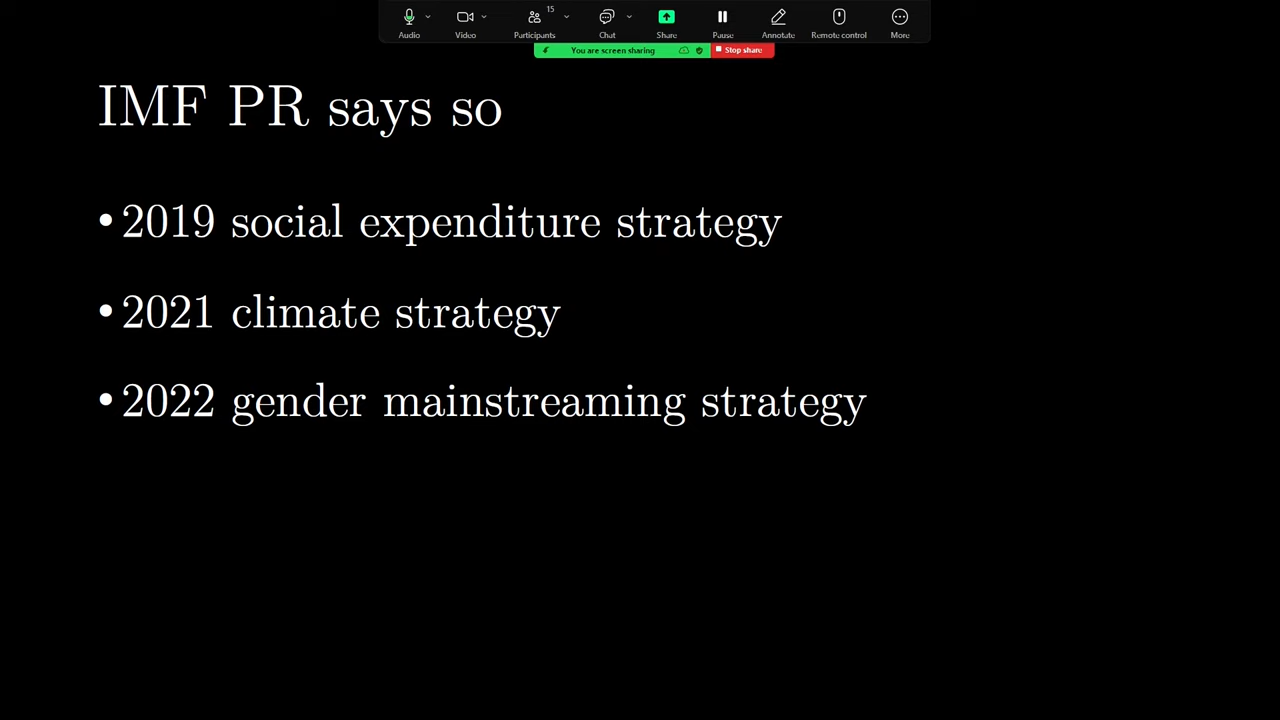 15
Audio Video Participants Chat Share Pause Annotate Remote control More
You are screen sharing Stop share
IMF PR says so
• 2019 social expenditure strategy
• 2021 climate strategy
• 2022 gender mainstreaming strategy